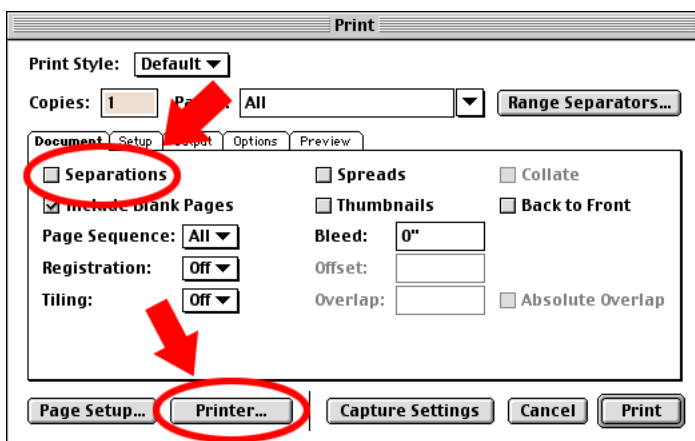 Print
Print Style: Default
Copies: 1 All Range Separators...
Document Setup Options Preview
Separations Spreads Collate
Include Blank Pages Thumbnails Back to Front
Page Sequence: All Bleed: 0"
Registration: Off Offset:
Tiling: Off Overlap: Absolute Overlap
Page Setup... Printer... Capture Settings Cancel Print